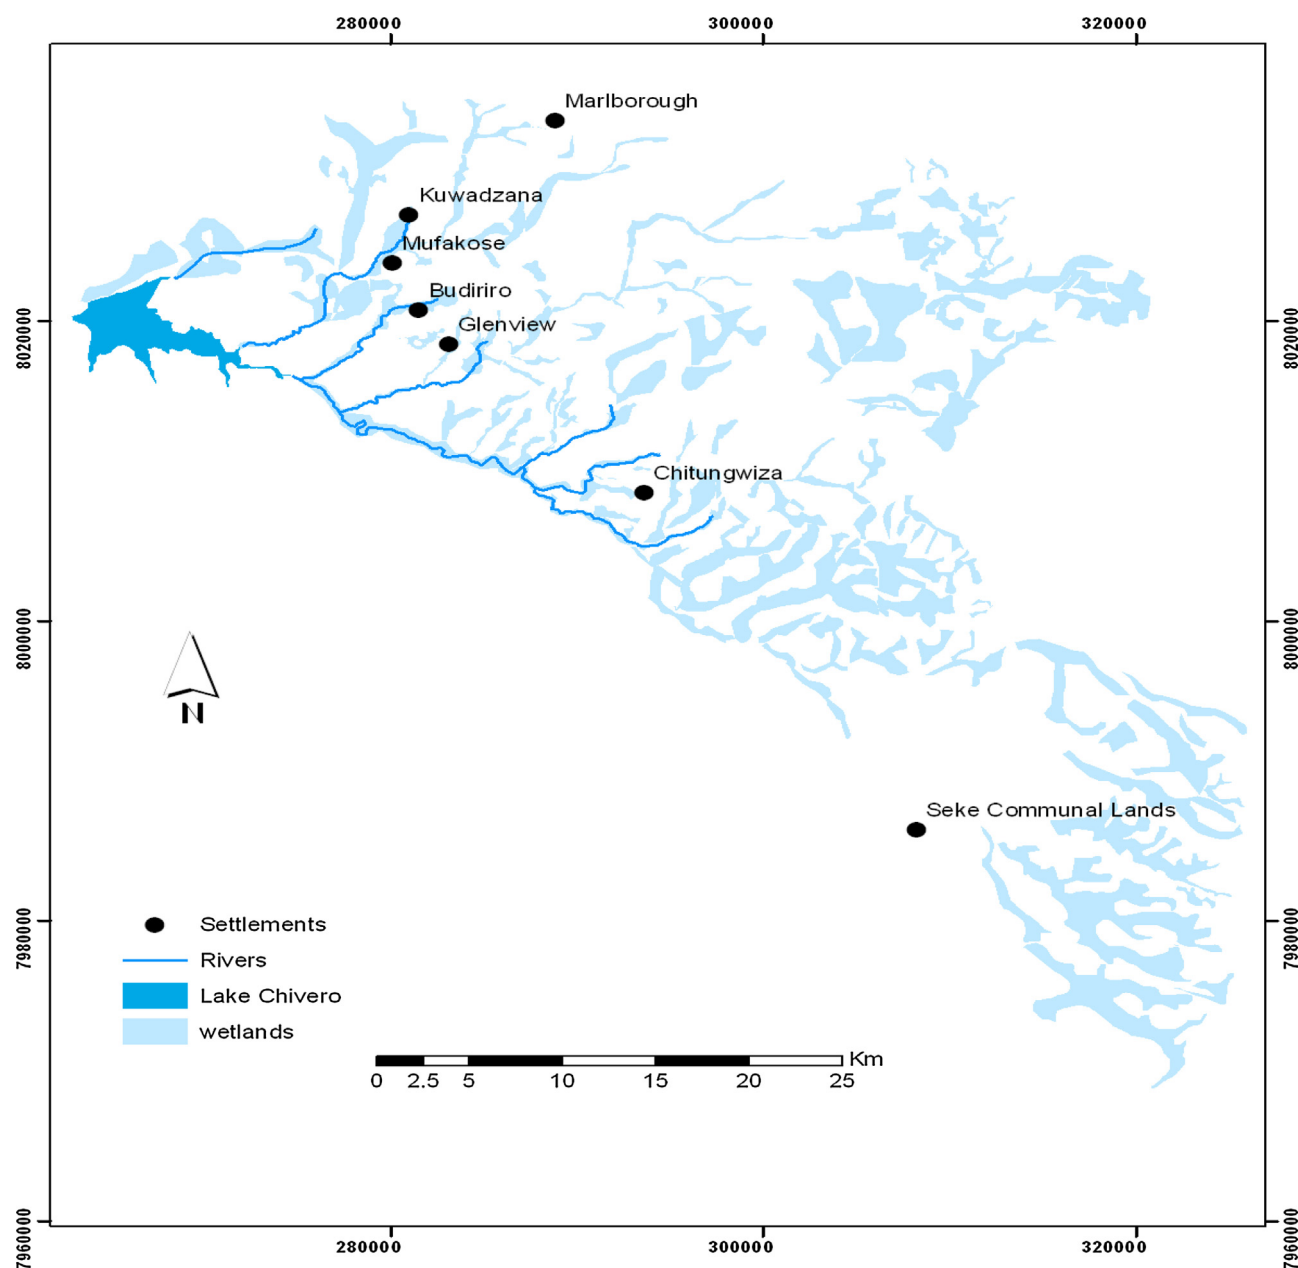 280000 300000 320000
Marlborough
Kuwadzana
Mufakose
Budiriro
Glenview
8020000 8020000
Chitungwiza
8000000 8000000
N
Seke Communal Lands
Settlements
7980000 7980000
Rivers
Lake Chivero
wetlands
Km
0 2.5 5 10 15 20 25
7960000 7960000
280000 300000 320000